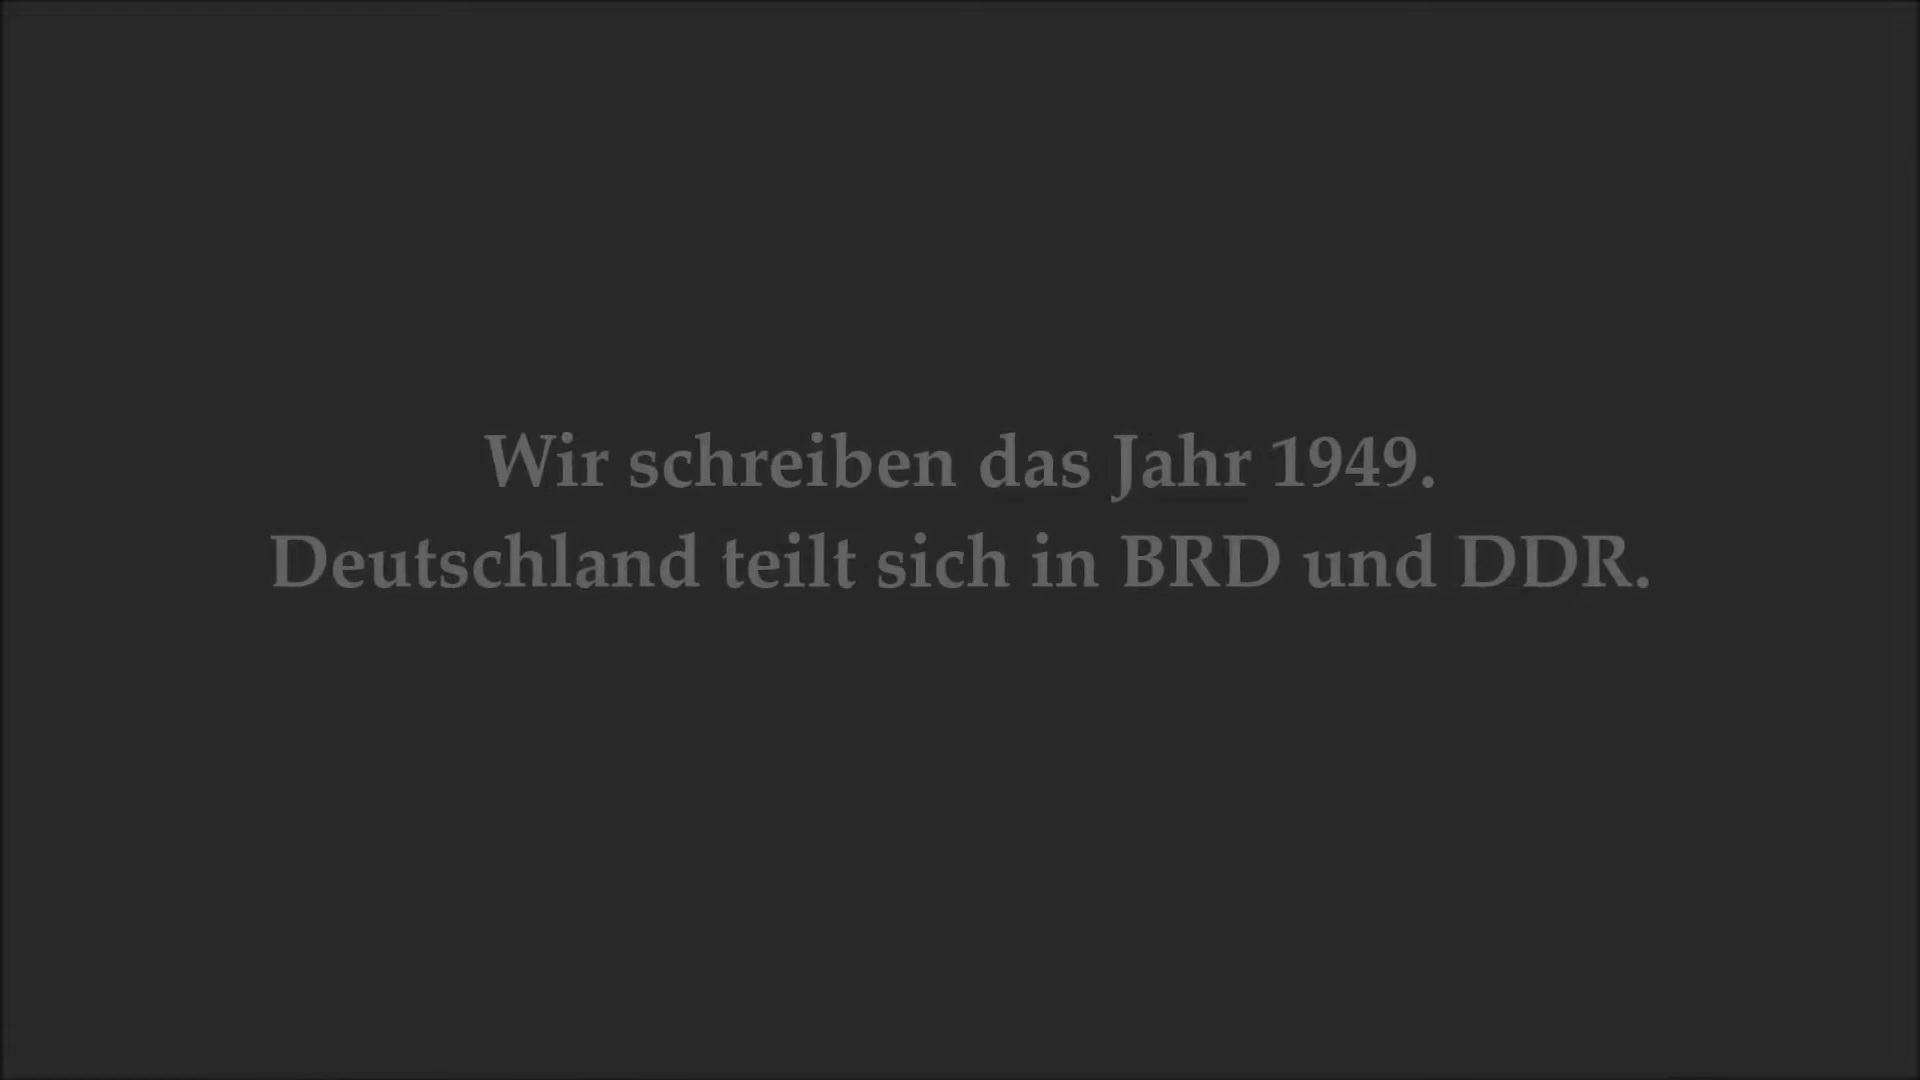 Wir schreiben das Jahr 1949.
Deutschland teilt sich in BRD und DDR.